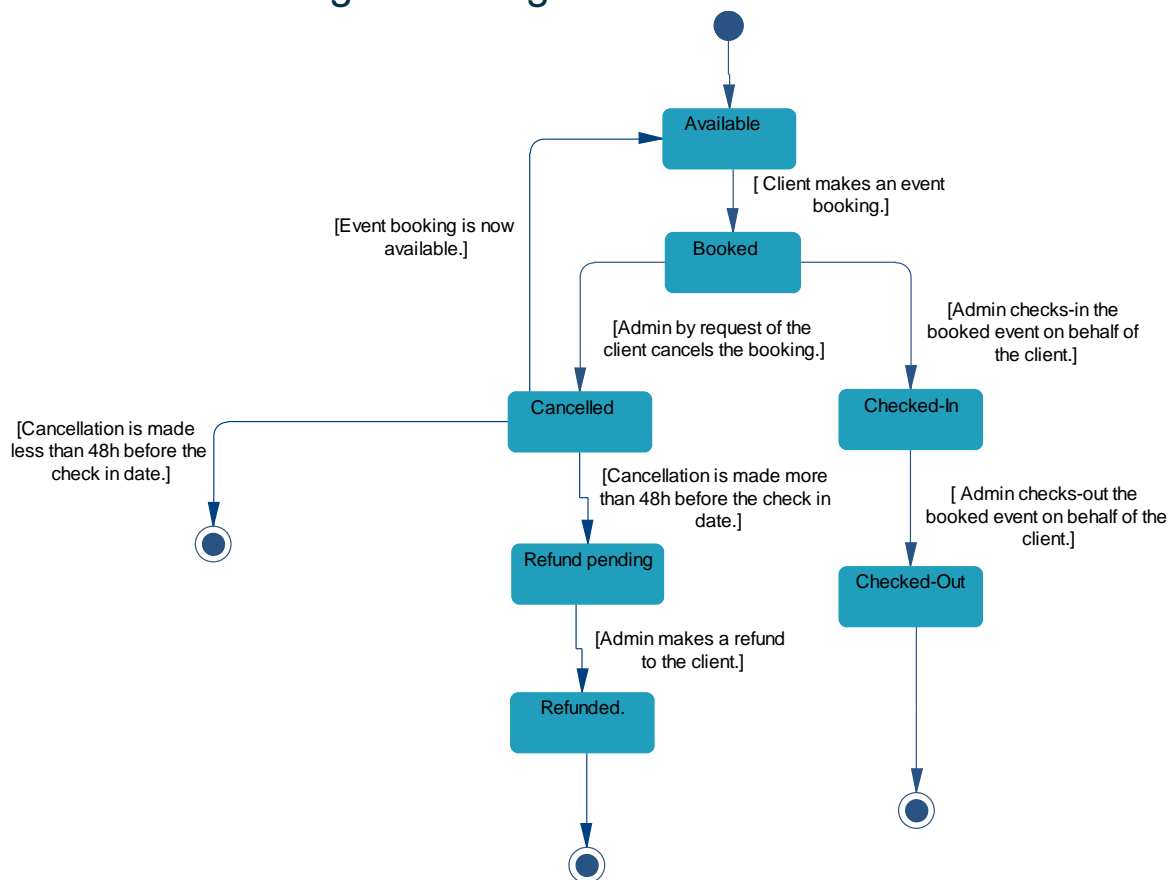 Available
[ Client makes an event
booking.]
[Event booking is now
available.]
Booked
[Admin by request of the
client cancels the booking.]
[Admin checks-in the
booked event on behalf of
the client.]
Cancelled
Checked-In
[Cancellation is made
less than 48h before the
check in date.]
[Cancellation is made more
than 48h before the check in
date.]
[ Admin checks-out the
booked event on behalf of the
client.]
Refund pending
Checked-Out
[Admin makes a refund
to the client.]
Refunded.